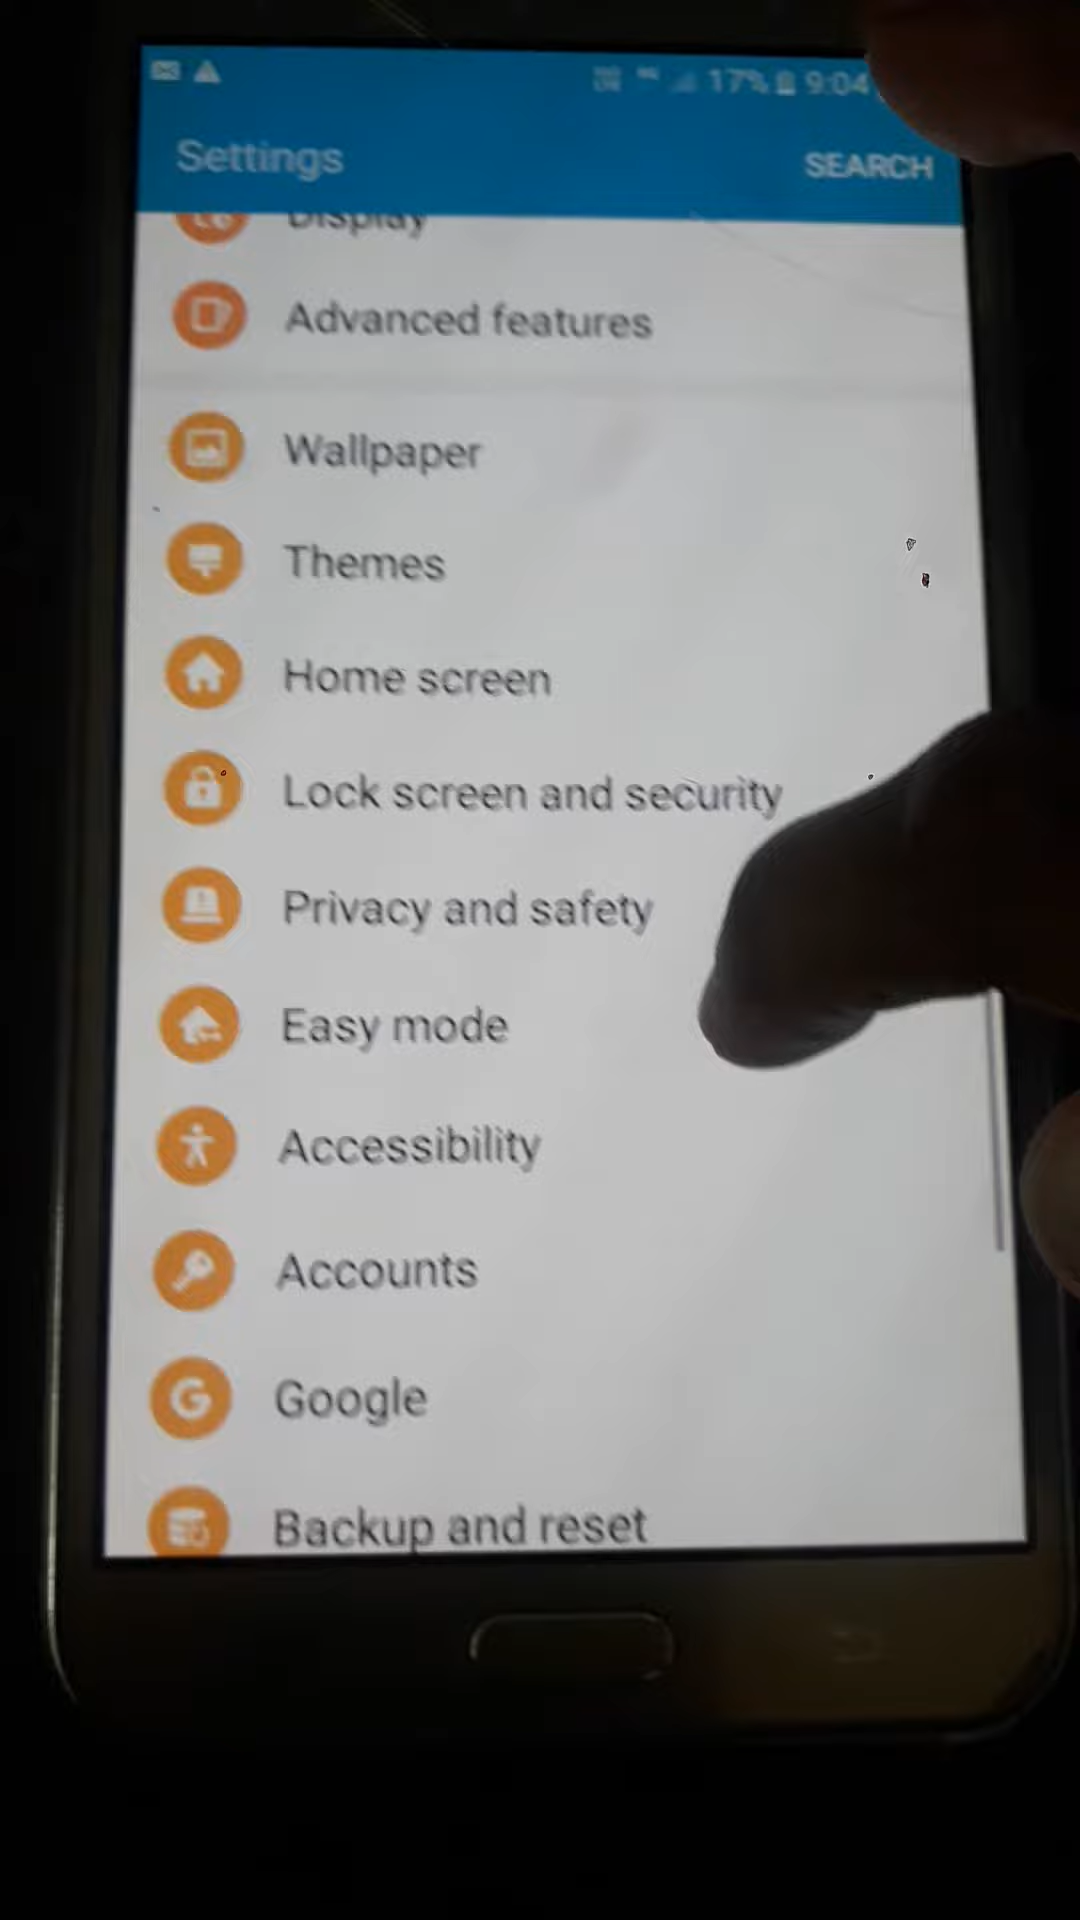 17% 9:04
Settings
SEARCH
Display
Advanced features
Wallpaper
Themes
Home screen
Lock screen and security
Privacy and safety
Easy mode
Accessibility
Accounts
Google
Backup and reset